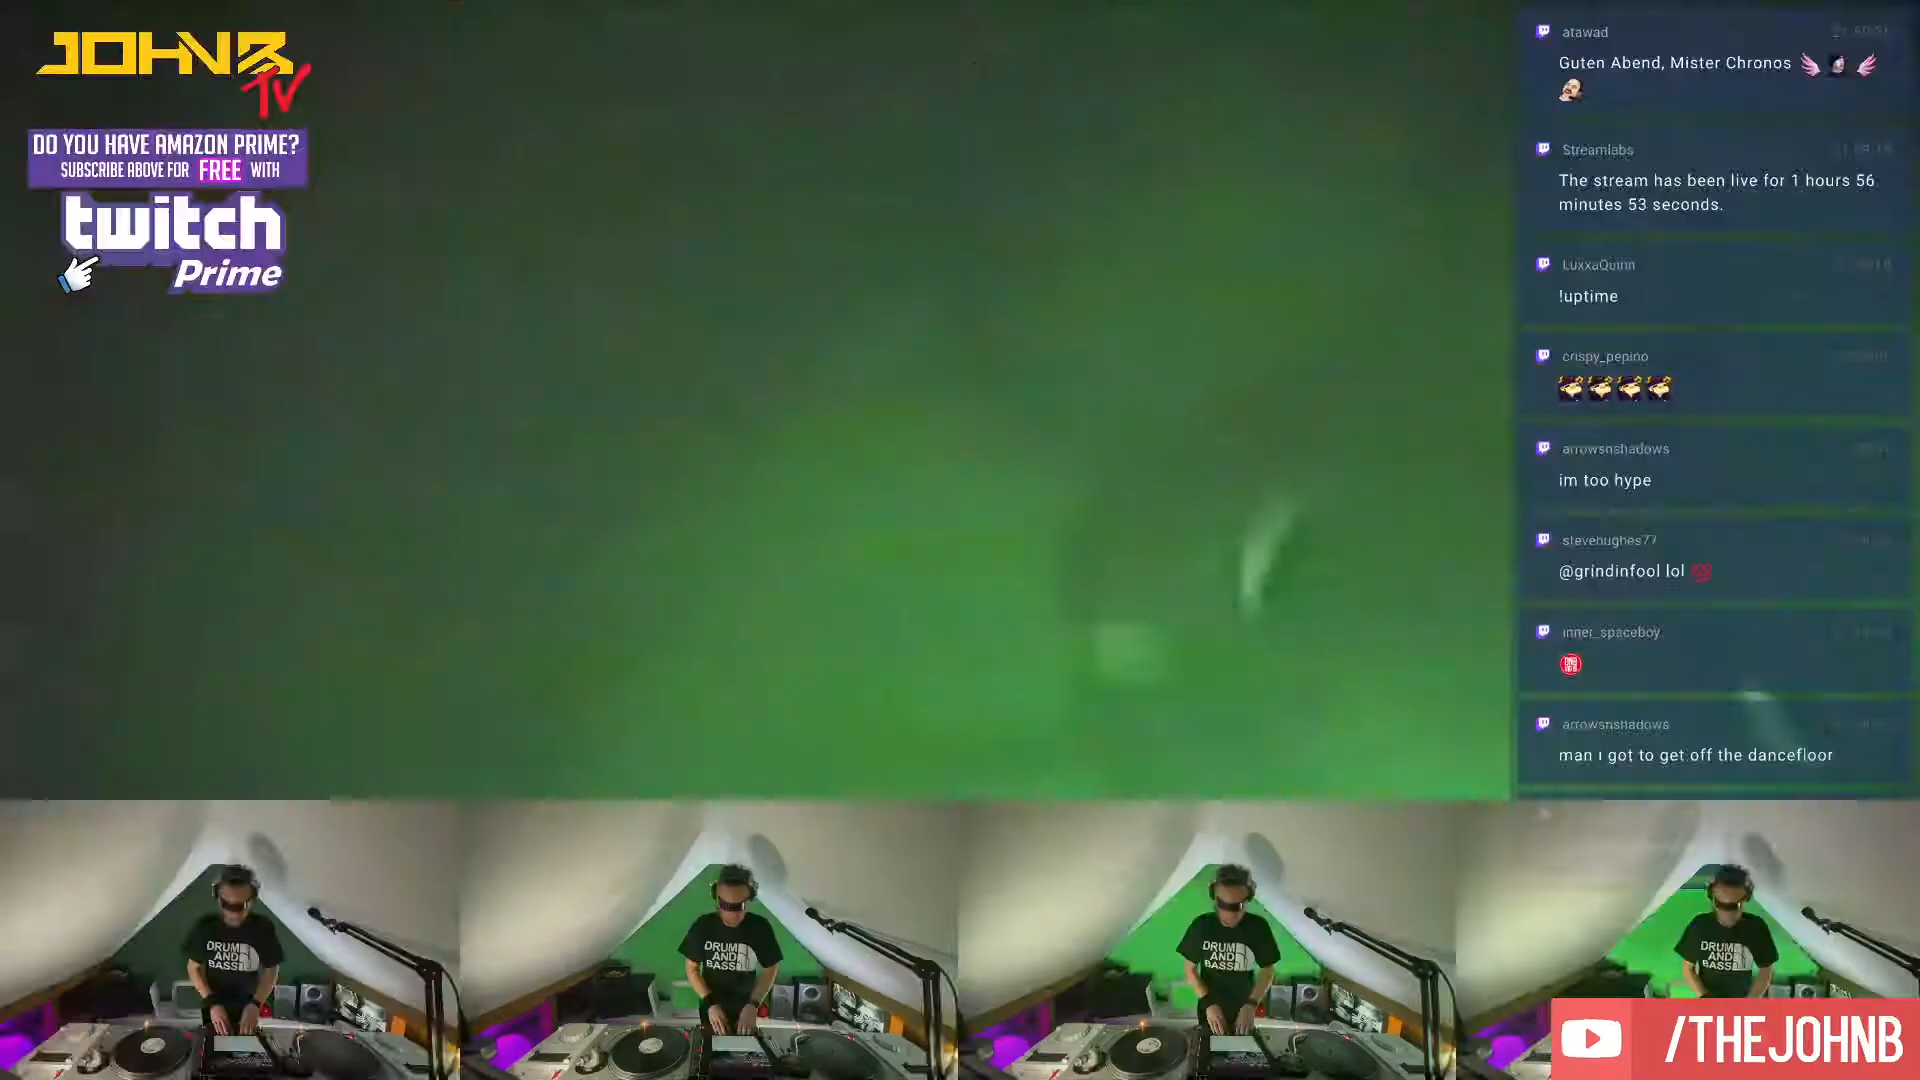 JOHNB
TV
DO YOU HAVE AMAZON PRIME?
SUBSCRIBE ABOVE FOR FREE WITH
twitch
Prime
atawad
Guten Abend, Mister Chronos
Streamlabs
The stream has been live for 1 hours 56
minutes 53 seconds.
LuxxaQuinn
!uptime
crispy_pepino
arrowsnshadows
im too hype
stevehughes77
@grindinfool lol 💯
inner_spaceboy
arrowsnshadows
man i got to get off the dancefloor
DRUM
AND
BASS
DRUM
AND
BASS
DRUM
AND
BASS
DRUM
AND
BASS
/THEJOHNB